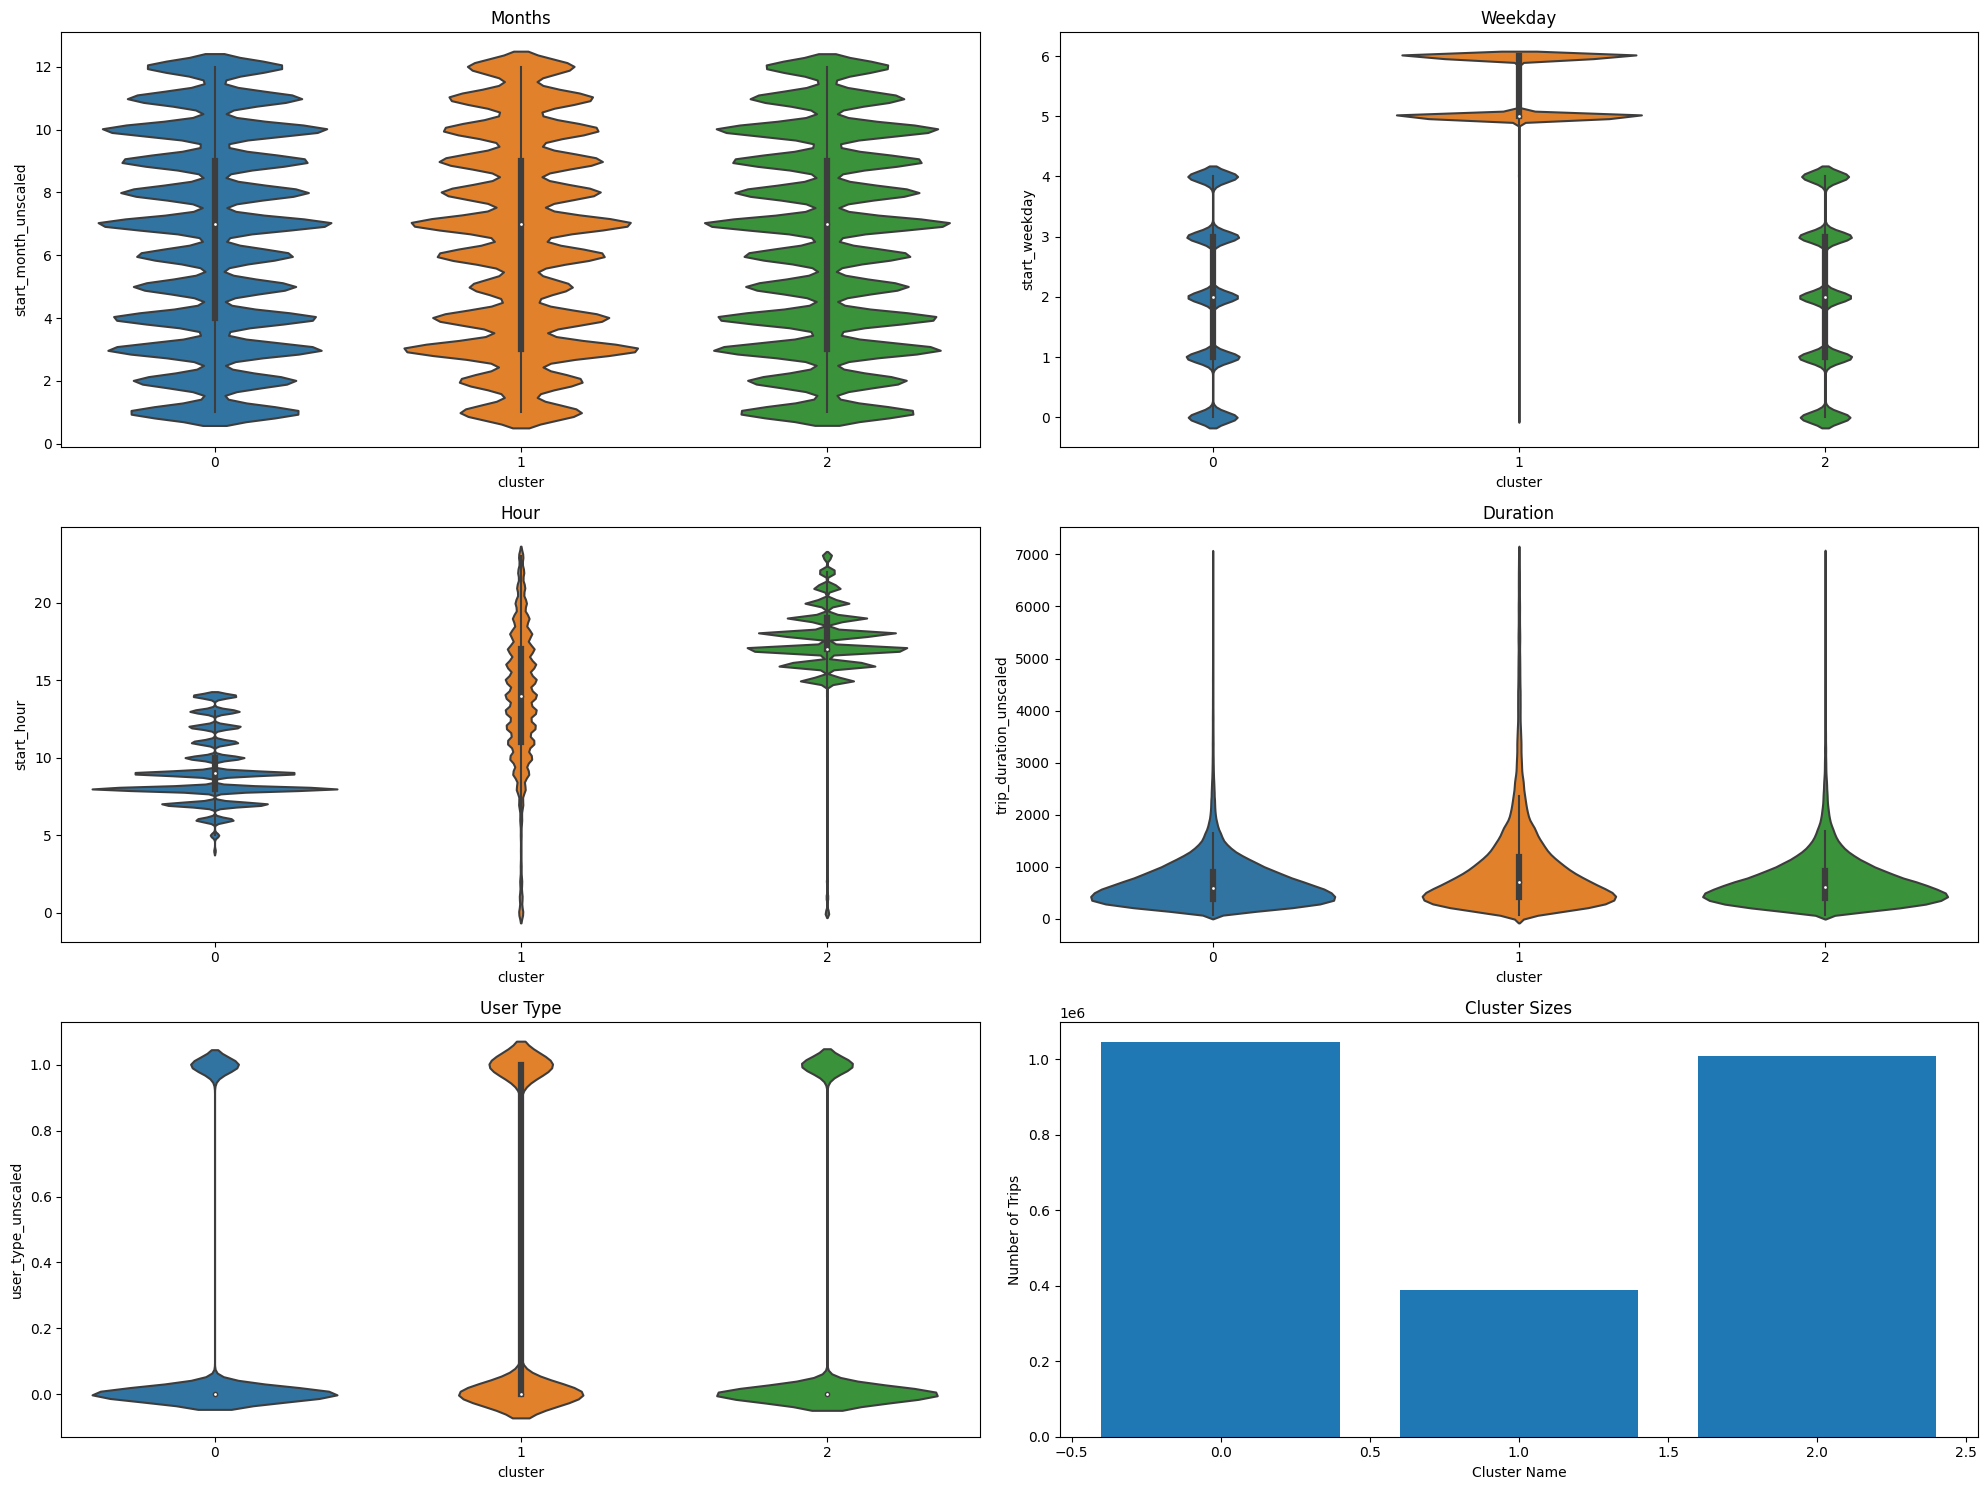 Months
12
10
8
6
4
2
0
start_month_unscaled
0 1 2
cluster
Weekday
6
5
4
3
2
1
0
start_weekday
0 1 2
cluster
Hour
20
15
10
5
0
start_hour
0 1 2
cluster
Duration
7000
6000
5000
4000
3000
2000
1000
0
trip_duration_unscaled
0 1 2
cluster
User Type
1.0
0.8
0.6
0.4
0.2
0.0
user_type_unscaled
0 1 2
cluster
Cluster Sizes
1e6
1.0
0.8
0.6
0.4
0.2
0.0
Number of Trips
−0.5 0.0 0.5 1.0 1.5 2.0 2.5
Cluster Name